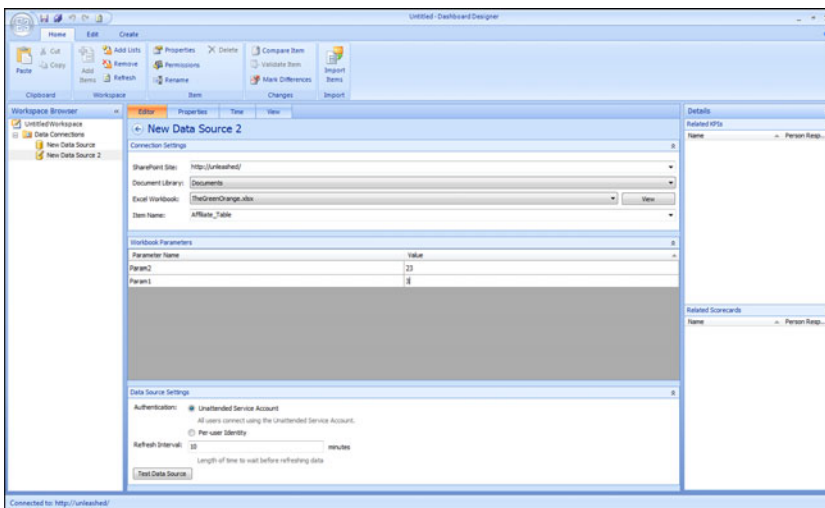 Untitled - Dashboard Designer
Home Edit Create
Paste
Cut
Copy
Clipboard
Add Items
Add Lists
Remove
Refresh
Workspace
Properties
Permissions
Rename
Delete
Item
Compare Item
Validate Item
Mark Differences
Changes
Import Items
Import
Workspace Browser
Untitled Workspace
Data Connections
New Data Source
New Data Source 2
Editor Properties Time View
New Data Source 2
Connection Settings
SharePoint Site: http://unleashed/
Document Library: Documents
Excel Workbook: TheGreenOrange.xlsx View
Item Name: Affiliate_Table
Workbook Parameters
Parameter Name Value
Param2 23
Param1 3
Data Source Settings
Authentication: Unattended Service Account
All users connect using the Unattended Service Account.
Per-user Identity
Refresh Interval: 10 minutes
Length of time to wait before refreshing data
Test Data Source
Details
Related KPIs
Name Person Resp...
Related Scorecards
Name Person Resp...
Connected to: http://unleashed/